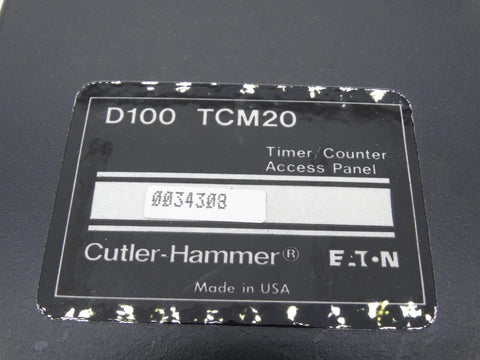 D100 TCM20
Timer/Counter
Access Panel
0034308
Cutler-Hammer®
EATON
Made in USA